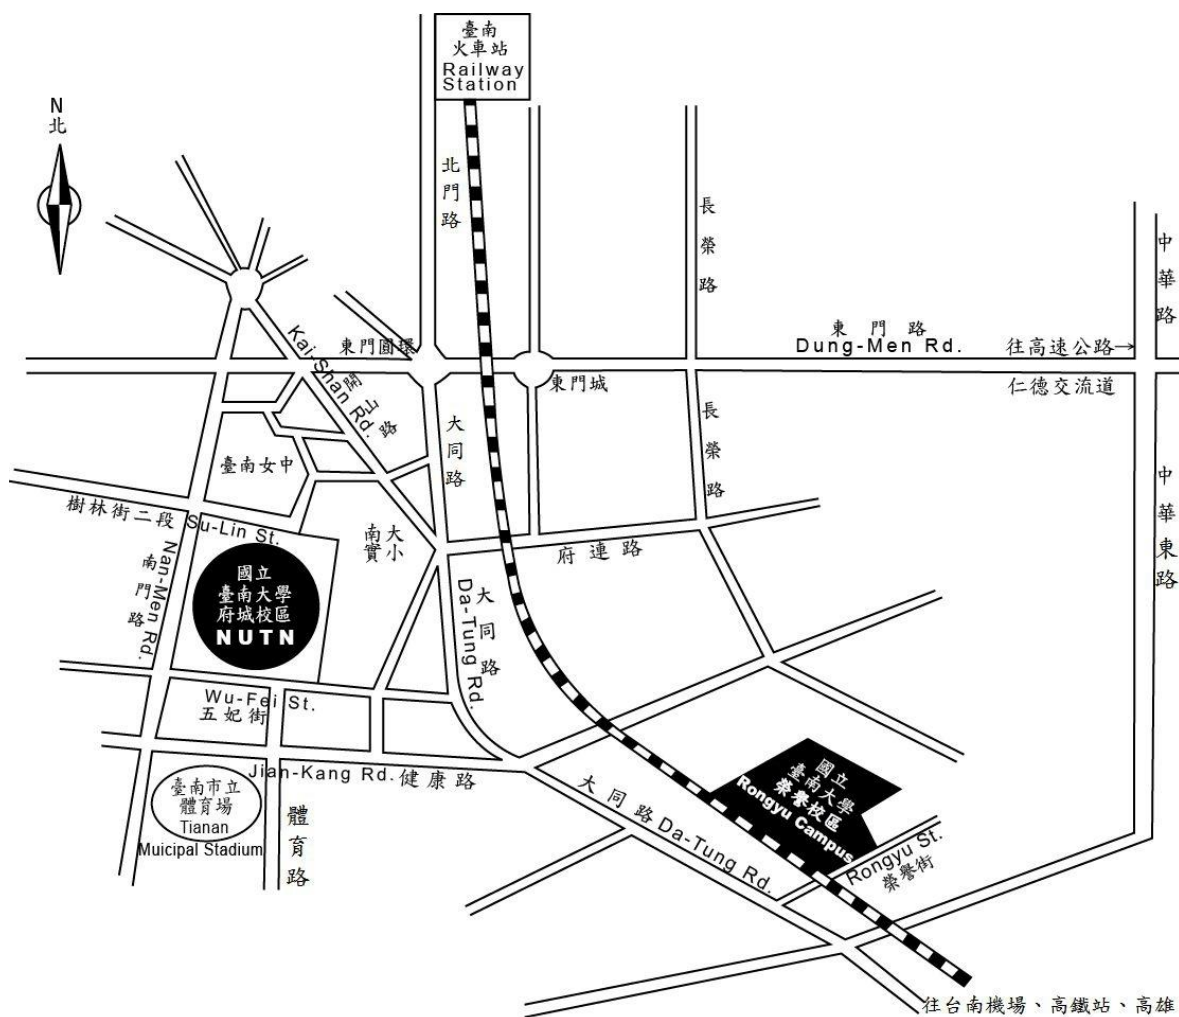 臺南
火車站
Railway
Station
N
北
北門路
長榮路
中華路
東門路
Dung-Men Rd.
往高速公路→
仁德交流道
東門圓環
東門城
Kai-Shan Rd.
開山路
大同路
長榮路
中華東路
臺南女中
樹林街二段 Su-Lin St.
南大
實小
府連路
Nan-Men Rd.
南門路
國立
臺南大學
府城校區
NUTN
大同路
Da-Tung Rd.
Wu-Fei St.
五妃街
Jian-Kang Rd. 健康路
臺南市立
體育場
Tianan
Muicipal Stadium
體育路
大同路 Da-Tung Rd.
國立
臺南大學
榮譽校區
Rongyu Campus
Rongyu St.
榮譽街
往台南機場、高鐵站、高雄